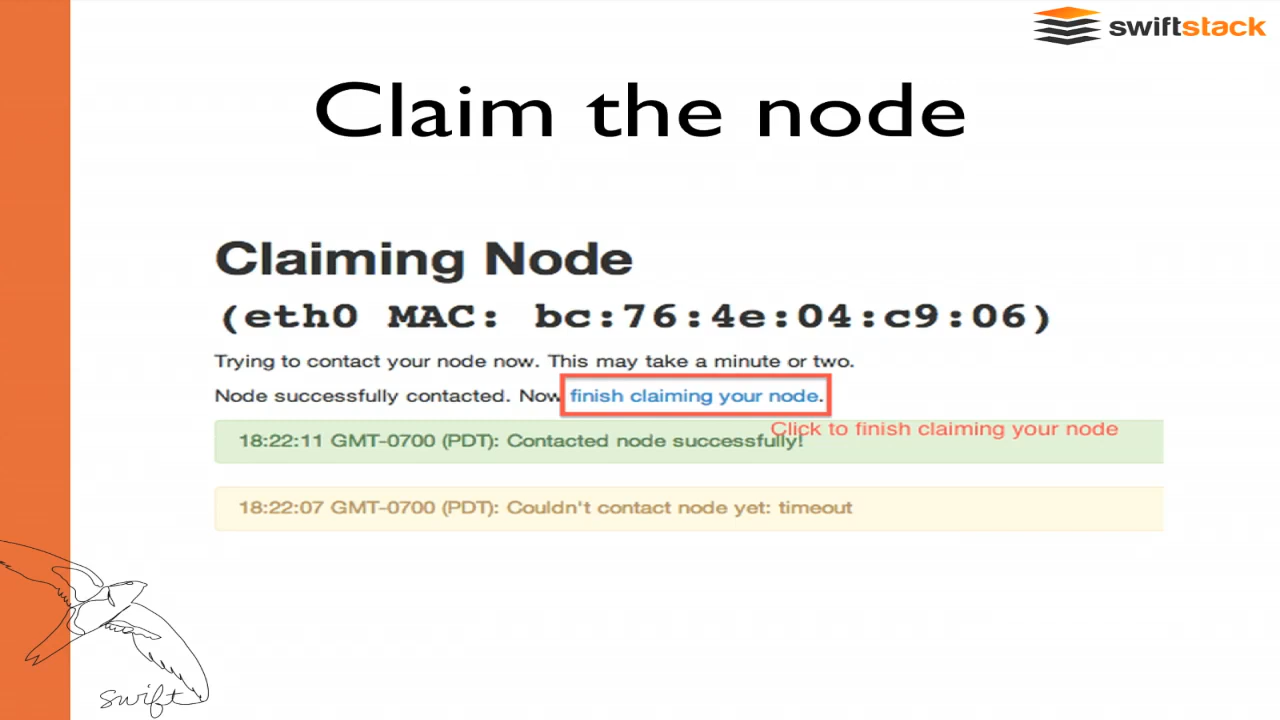 swiftstack
Claim the node
Claiming Node
(eth0 MAC: bc:76:4e:04:c9:06)
Trying to contact your node now. This may take a minute or two.
Node successfully contacted. Now finish claiming your node.
Click to finish claiming your node
18:22:11 GMT-0700 (PDT): Contacted node successfully!
18:22:07 GMT-0700 (PDT): Couldn't contact node yet: timeout
swift